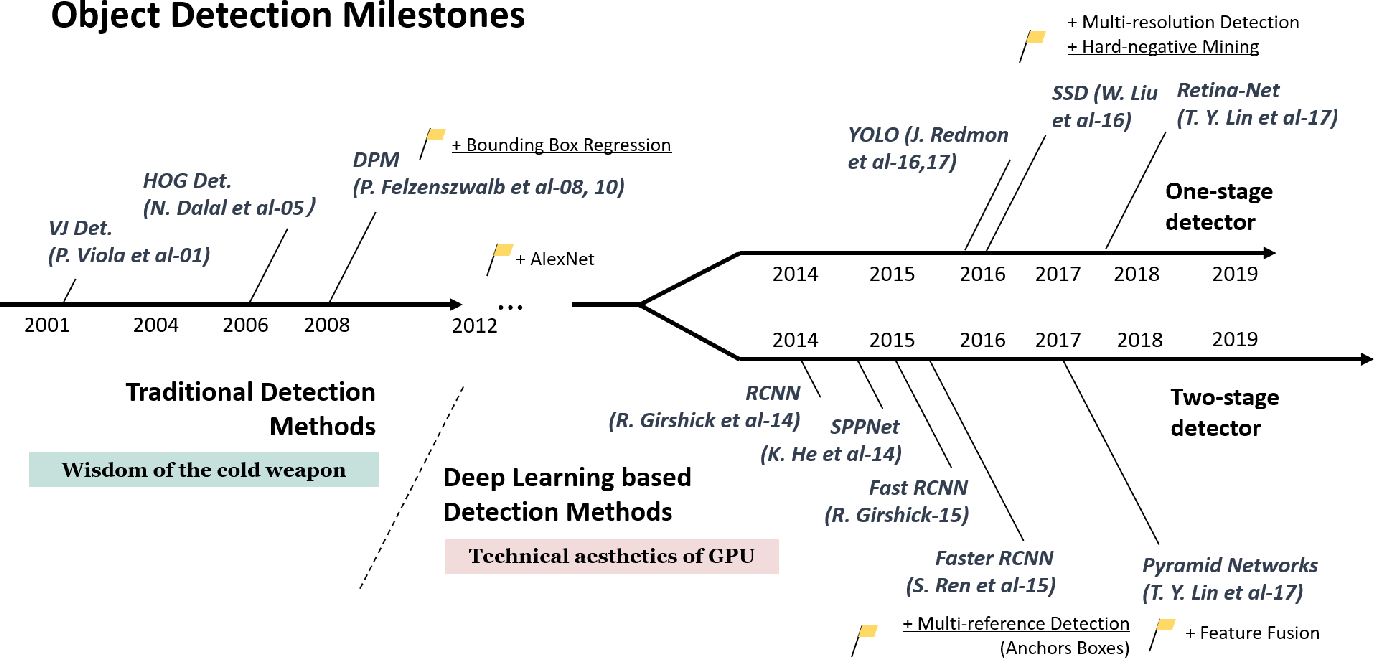 Object Detection Milestones
+ Multi-resolution Detection
+ Hard-negative Mining
SSD (W. Liu
et al-16)
Retina-Net
(T. Y. Lin et al-17)
YOLO (J. Redmon
et al-16,17)
+ Bounding Box Regression
DPM
(P. Felzenszwalb et al-08, 10)
HOG Det.
(N. Dalal et al-05)
VJ Det.
(P. Viola et al-01)
One-stage
detector
+ AlexNet
...
2014 2015 2016 2017 2018 2019
2001 2004 2006 2008 2012
2014 2015 2016 2017 2018 2019
Traditional Detection
Methods
Wisdom of the cold weapon
Deep Learning based
Detection Methods
Technical aesthetics of GPU
RCNN
(R. Girshick et al-14)
SPPNet
(K. He et al-14)
Fast RCNN
(R. Girshick-15)
Faster RCNN
(S. Ren et al-15)
+ Multi-reference Detection
(Anchors Boxes)
Two-stage
detector
Pyramid Networks
(T. Y. Lin et al-17)
+ Feature Fusion